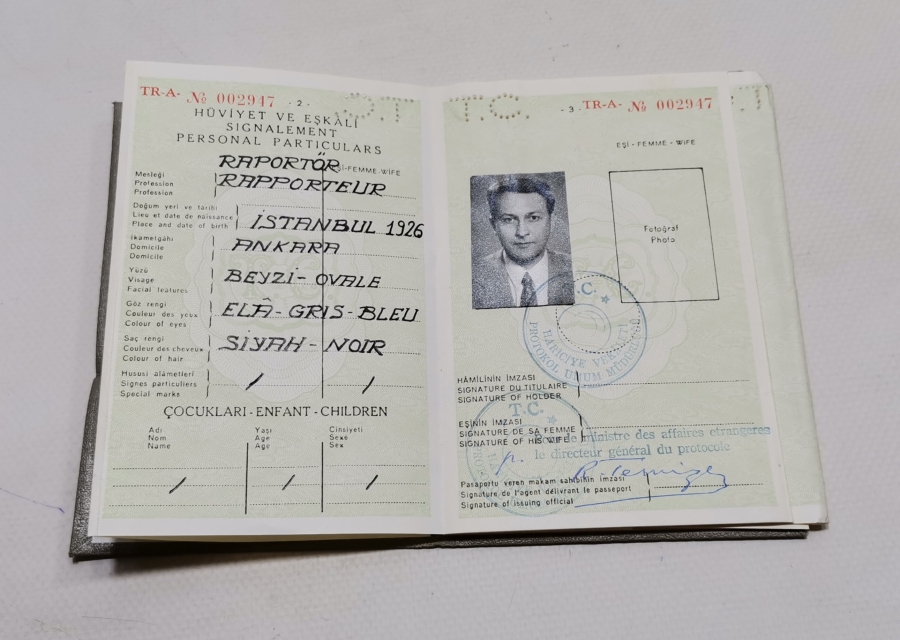 TR-A- № 002947 - 2 -
HÜVİYET VE EŞKÂLİ
SIGNALEMENT
PERSONAL PARTICULARS
RAPORTÖR
EŞİ-FEMME-WIFE
Mesleği
Profession
Profession
RAPPORTEUR
Doğum yeri ve tarihi
Lieu et date de naissance
Place and date of birth
İSTANBUL 1926
İkametgâhı
Domicile
Domicile
ANKARA
Yüzü
Visage
Facial features
BEYZİ - OVALE
Göz rengi
Couleur des yeux
Colour of eyes
ELÂ - GRIS - BLEU
Saç rengi
Couleur des cheveux
Colour of hair
SİYAH - NOIR
Hususi alâmetleri
Signes particuliers
Special marks
/ /
ÇOCUKLARI - ENFANT - CHILDREN
Adı Yaşı Cinsiyeti
Nom Age Sexe
Name Age Sex
/ / /
T.C.
- 3 - TR-A- № 002947
EŞİ - FEMME - WIFE
Fotoğraf
Photo
T.C.
HARİCİYE VEKÂLETİ
PROTOKOL UMUM MÜDÜRLÜĞÜ
HÂMİLİNİN İMZASI
SIGNATURE DU TITULAIRE
SIGNATURE OF HOLDER
T.C.
EŞİNİN İMZASI
SIGNATURE DE SA FEMME
SIGNATURE OF HIS WIFE
ministre des affaires etrangeres
p. le directeur général du protocole
Pasaportu veren makam sahibinin imzası
Signature de l'agent délivrant le passeport
Signature of issuing official